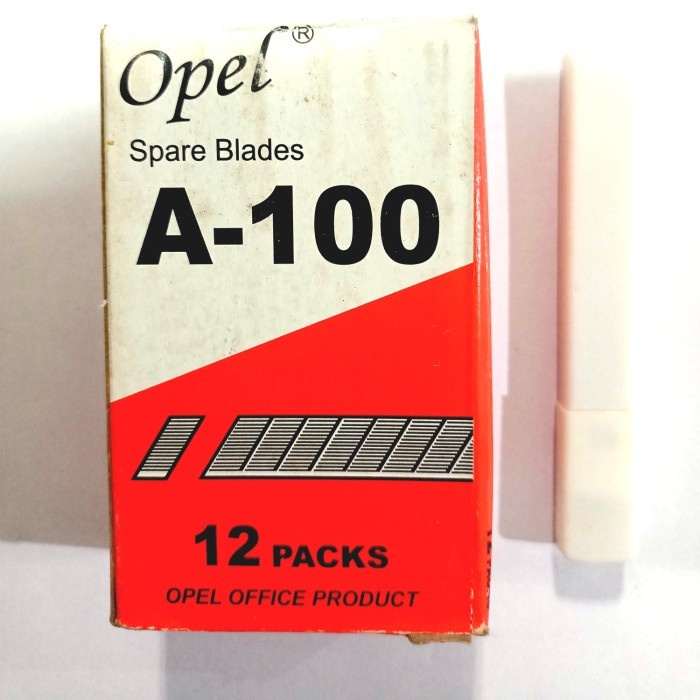 Opel®
Spare Blades
A-100
12 PACKS
OPEL OFFICE PRODUCT